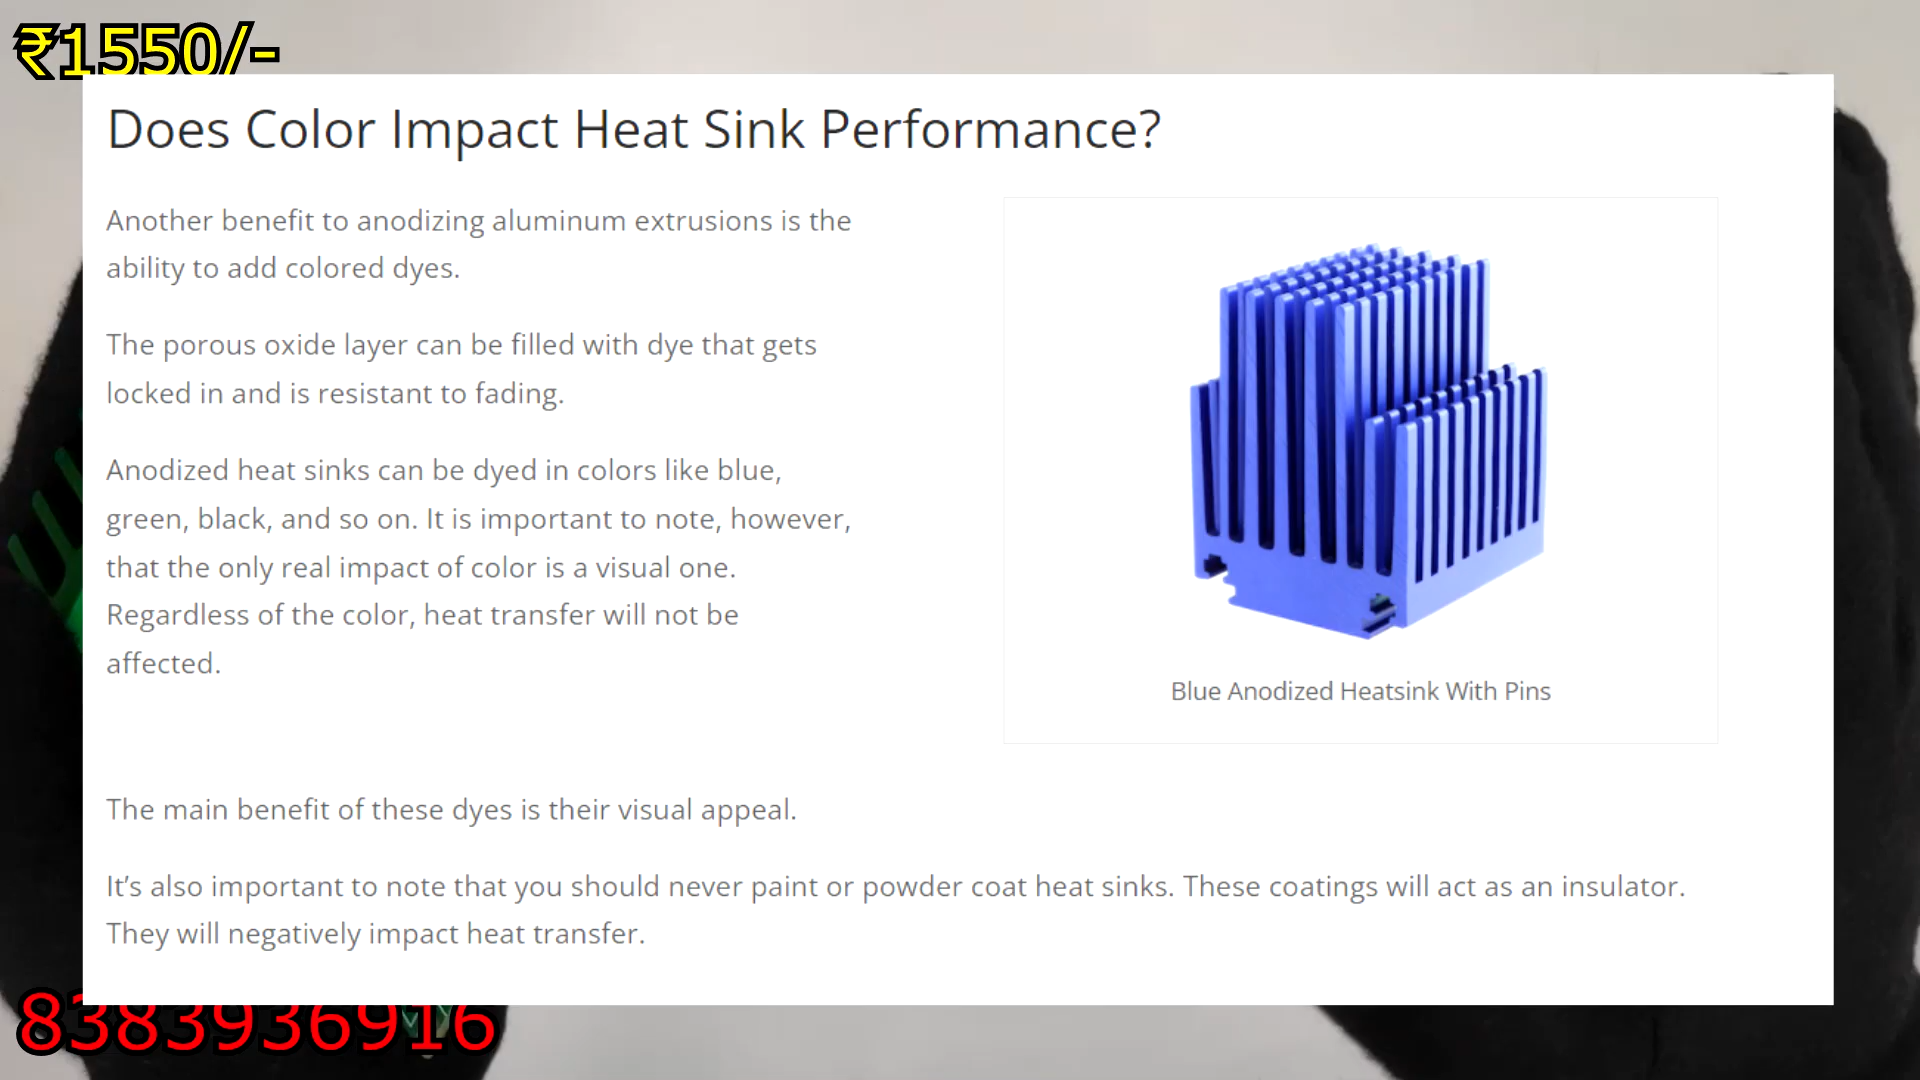 ₹1550/-
Does Color Impact Heat Sink Performance?
Another benefit to anodizing aluminum extrusions is the
ability to add colored dyes.
The porous oxide layer can be filled with dye that gets
locked in and is resistant to fading.
Anodized heat sinks can be dyed in colors like blue,
green, black, and so on. It is important to note, however,
that the only real impact of color is a visual one.
Regardless of the color, heat transfer will not be
affected.
Blue Anodized Heatsink With Pins
The main benefit of these dyes is their visual appeal.
It’s also important to note that you should never paint or powder coat heat sinks. These coatings will act as an insulator.
They will negatively impact heat transfer.
8383936916